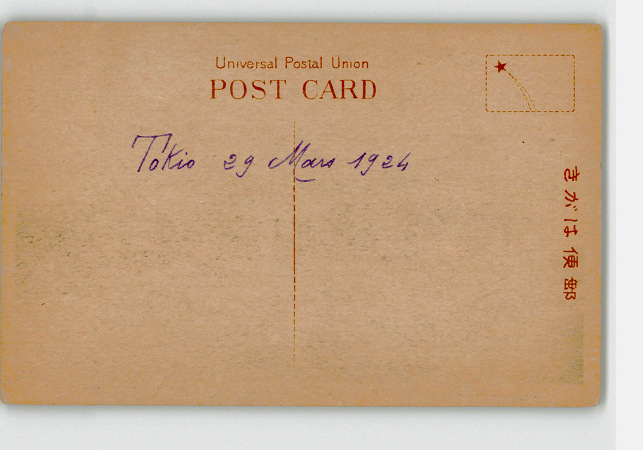 Universal Postal Union
POST CARD
Tokio 29 Mars 1924
郵便はがき